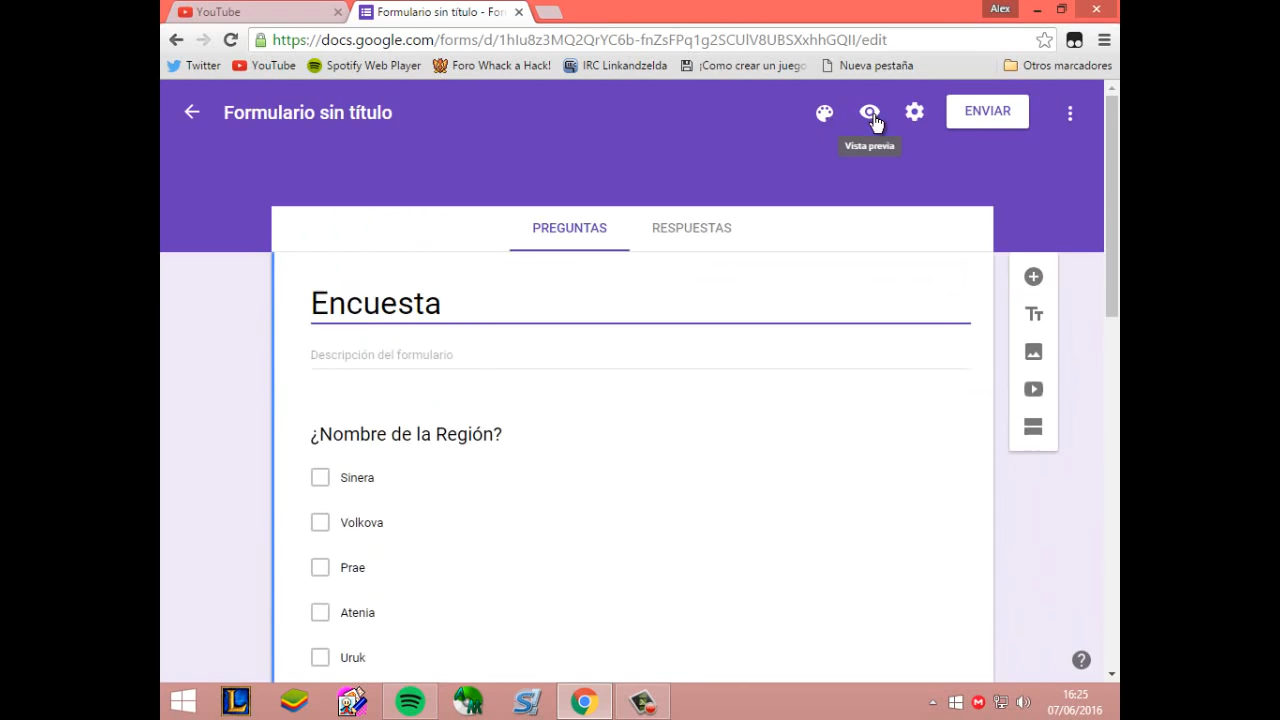 YouTube
Formulario sin título - For
Alex
https://docs.google.com/forms/d/1hIu8z3MQ2QrYC6b-fnZsFPq1g2SCUlV8UBSXxhhGQII/edit
Twitter
YouTube
Spotify Web Player
Foro Whack a Hack!
IRC Linkandzelda
¡Como crear un juego
Nueva pestaña
Otros marcadores
Formulario sin título
ENVIAR
Vista previa
PREGUNTAS
RESPUESTAS
Encuesta
Descripción del formulario
¿Nombre de la Región?
Sinera
Volkova
Prae
Atenia
Uruk
16:25
07/06/2016